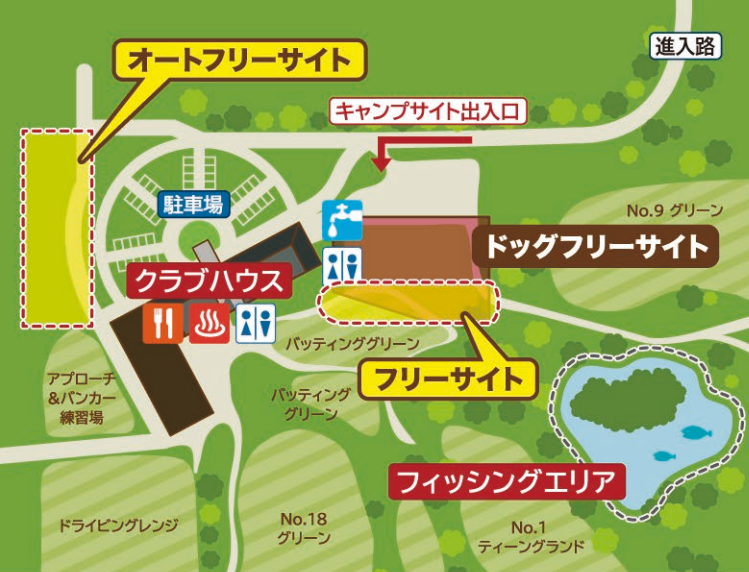 進入路
オートフリーサイト
キャンプサイト出入口
駐車場
No.9 グリーン
ドッグフリーサイト
クラブハウス
パッティンググリーン
フリーサイト
アプローチ
&バンカー
練習場
パッティング
グリーン
フィッシングエリア
ドライビングレンジ
No.18
グリーン
No.1
ティーングランド